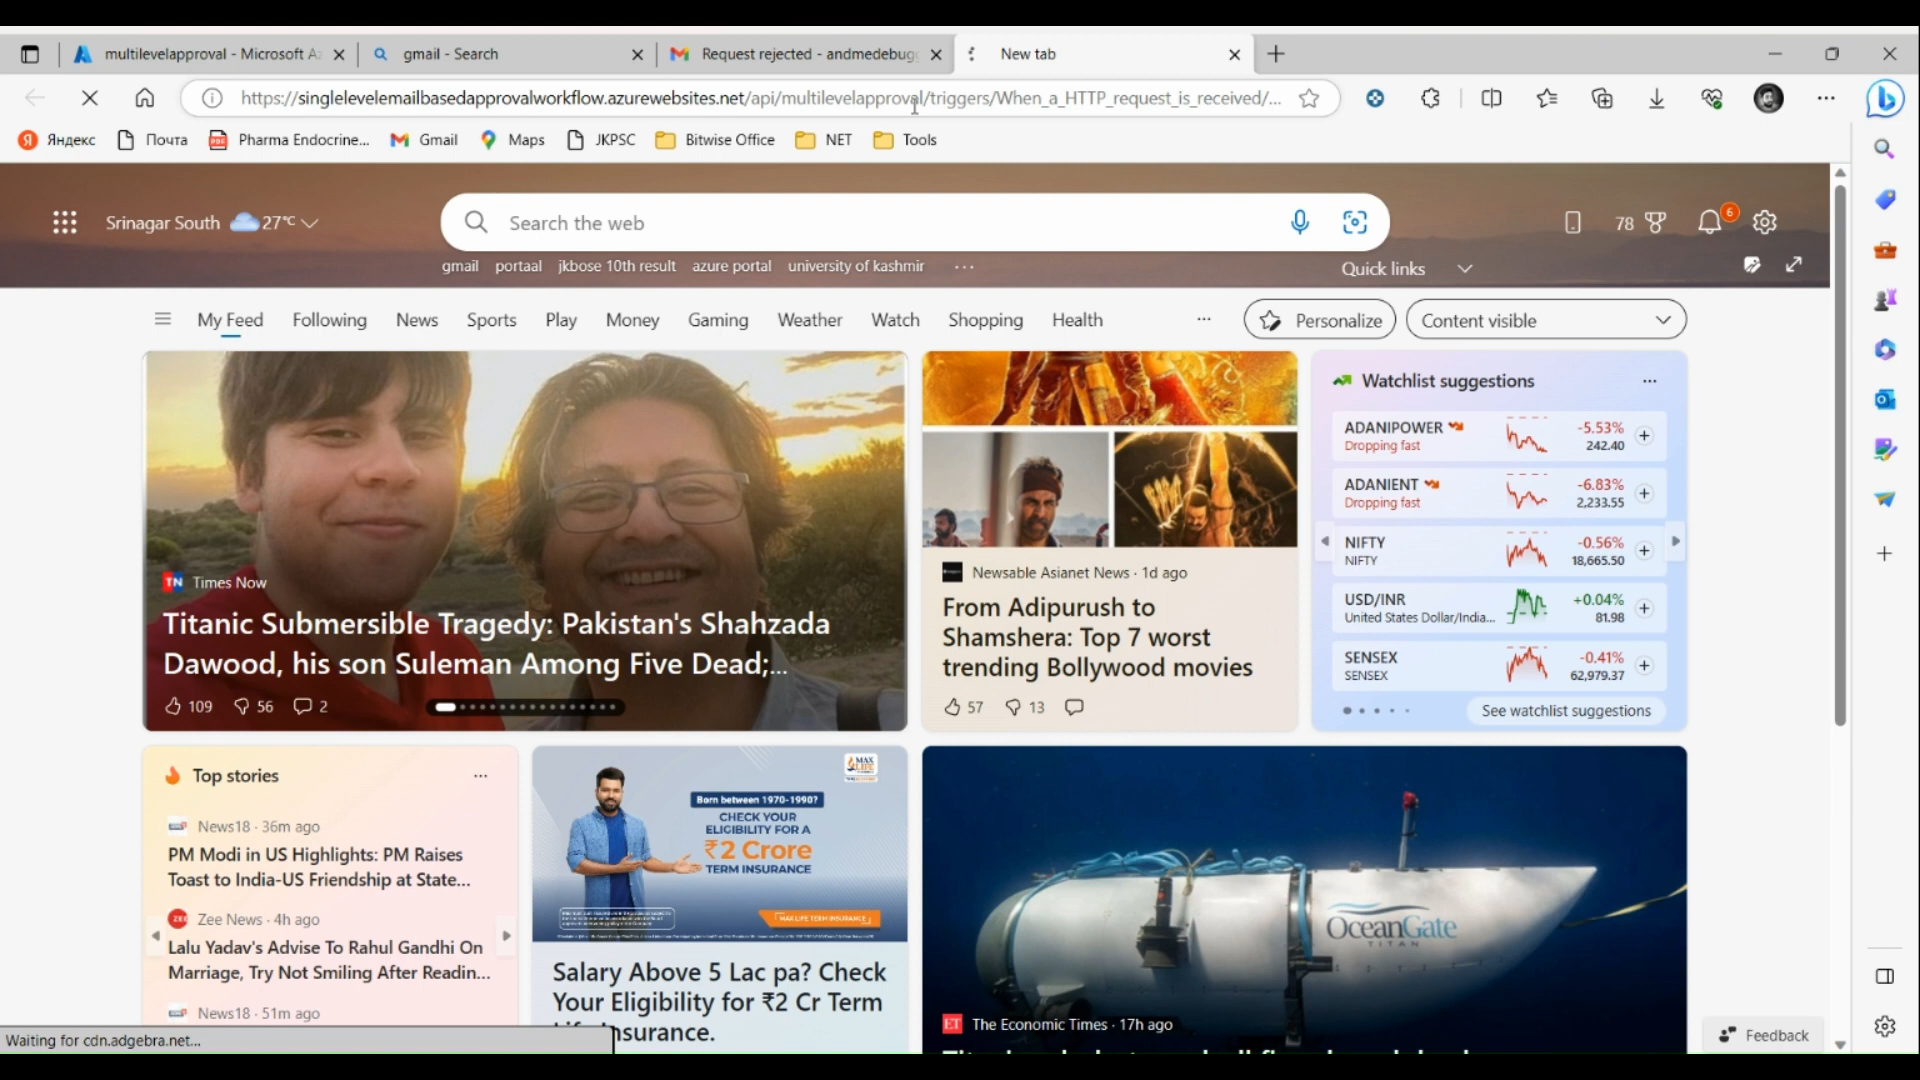 multilevelapproval - Microsoft A
gmail - Search
Request rejected - andmedebug
New tab
https://singlelevelemailbasedapprovalworkflow.azurewebsites.net/api/multilevelapproval/triggers/When_a_HTTP_request_is_received/...
Яндекс
Почта
Pharma Endocrine...
Gmail
Maps
JKPSC
Bitwise Office
NET
Tools
Srinagar South
27°C
Search the web
78
6
gmail
portaal
jkbose 10th result
azure portal
university of kashmir
...
Quick links
My Feed
Following
News
Sports
Play
Money
Gaming
Weather
Watch
Shopping
Health
...
Personalize
Content visible
TN Times Now
Titanic Submersible Tragedy: Pakistan's Shahzada
Dawood, his son Suleman Among Five Dead;...
109
56
2
Newsable Asianet News · 1d ago
From Adipurush to
Shamshera: Top 7 worst
trending Bollywood movies
57
13
Watchlist suggestions
ADANIPOWER
-5.53%
Dropping fast
242.40
ADANIENT
-6.83%
Dropping fast
2,233.55
NIFTY
-0.56%
NIFTY
18,665.50
USD/INR
+0.04%
United States Dollar/India...
81.98
SENSEX
-0.41%
SENSEX
62,979.37
See watchlist suggestions
Top stories
News18 · 36m ago
PM Modi in US Highlights: PM Raises
Toast to India-US Friendship at State...
ZEE Zee News · 4h ago
Lalu Yadav's Advise To Rahul Gandhi On
Marriage, Try Not Smiling After Readin...
News18 · 51m ago
MAX
LIFE
Born between 1970-1990?
CHECK YOUR
ELIGIBILITY FOR A
₹2 Crore
TERM INSURANCE
MAX LIFE TERM INSURANCE
Salary Above 5 Lac pa? Check
Your Eligibility for ₹2 Cr Term
Insurance.
OceanGate
TITAN
ET The Economic Times · 17h ago
Feedback
Waiting for cdn.adgebra.net...